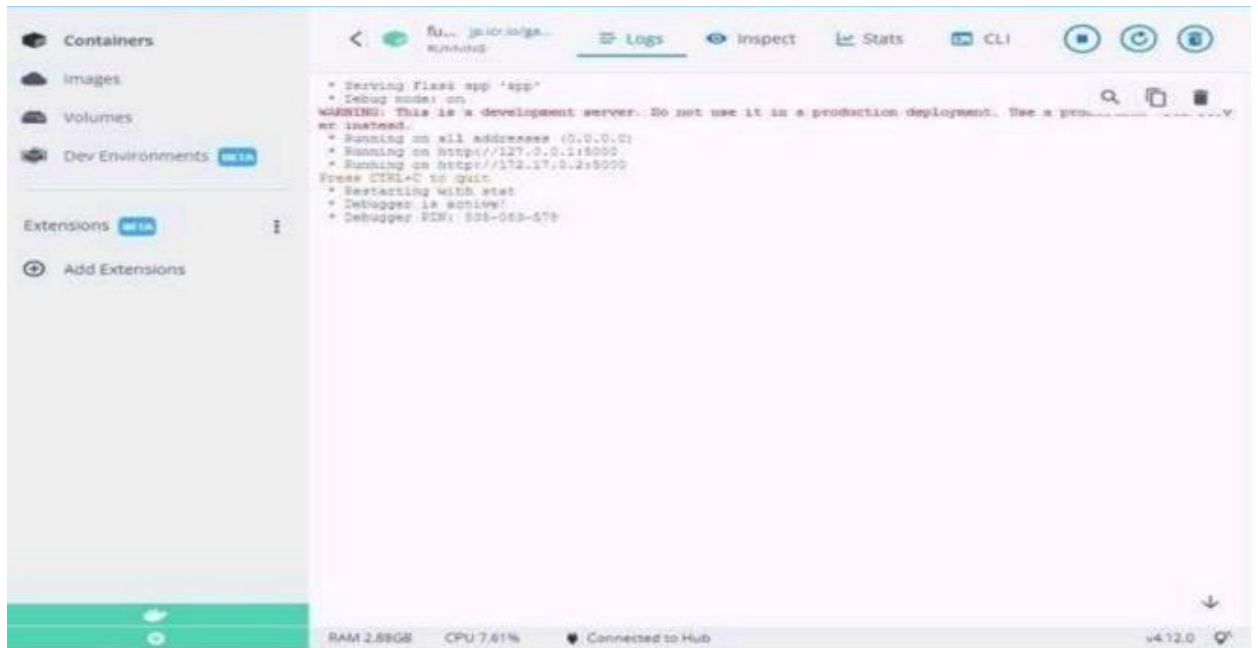 Containers
Images
Volumes
Dev Environments BETA
Extensions BETA
Add Extensions
fu...
RUNNING
Logs
Inspect
Stats
CLI
* Serving Flask app 'app'
* Debug mode: on
WARNING: This is a development server. Do not use it in a production deployment. Use a
er instead.
* Running on all addresses (0.0.0.0)
* Running on http://127.0.0.1:5000
* Running on http://172.17.0.2:5000
Press CTRL+C to quit
* Restarting with stat
* Debugger is active!
* Debugger PIN:
RAM 2.88GB CPU 7.61% Connected to Hub v4.12.0